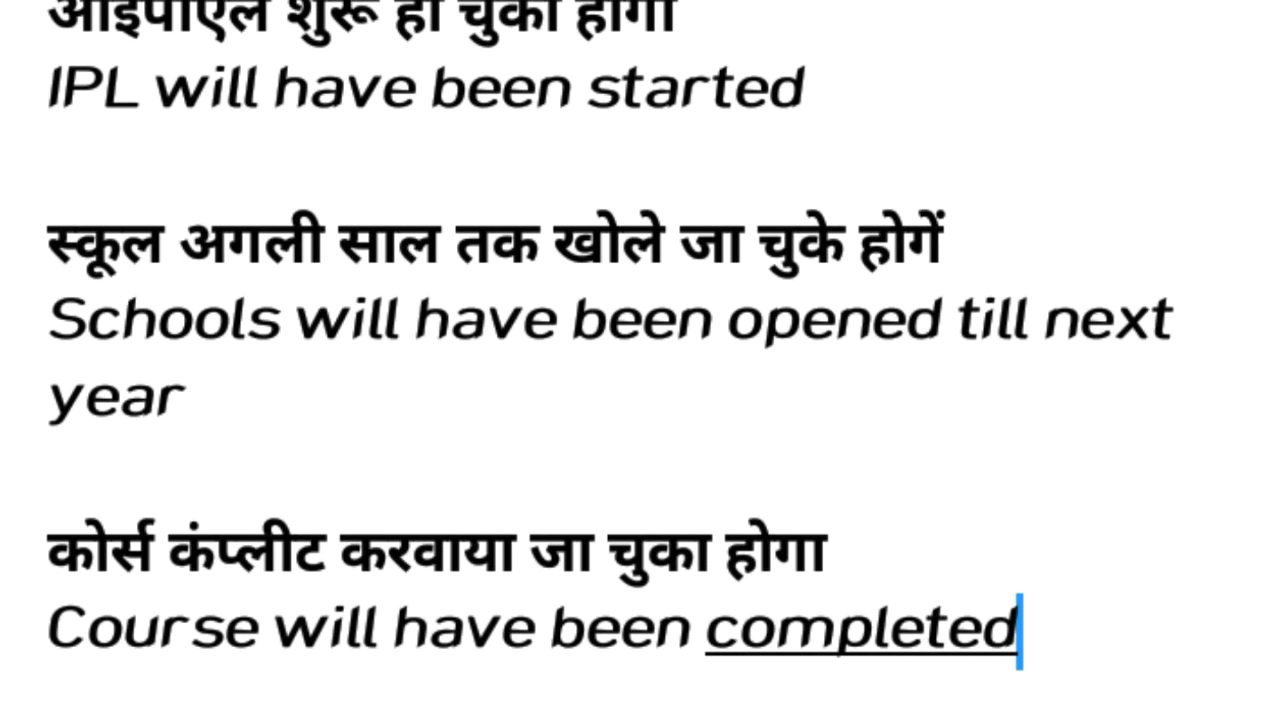 आईपीएल शुरू हो चुका होगा
IPL will have been started
स्कूल अगली साल तक खोले जा चुके होगें
Schools will have been opened till next
year
कोर्स कंप्लीट करवाया जा चुका होगा
Course will have been completed